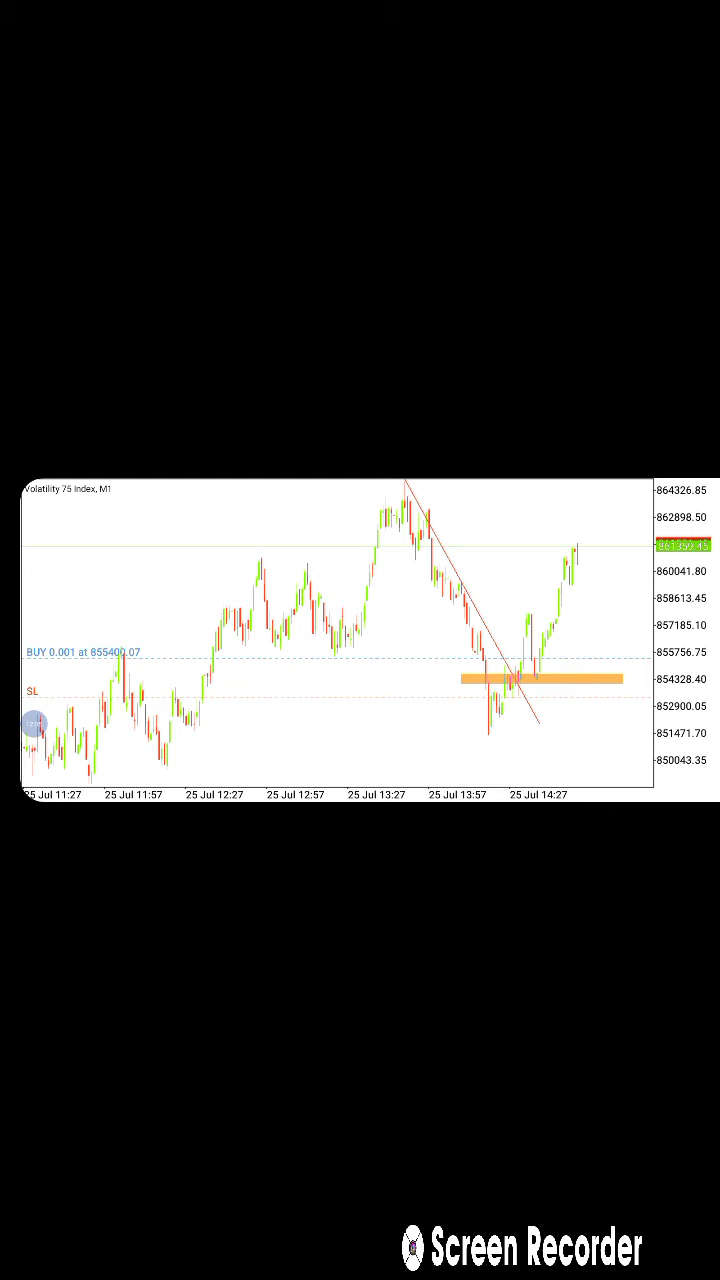 Volatility 75 Index, M1
864326.85
862898.50
861359.45
860041.80
858613.45
857185.10
BUY 0.001 at 855400.07
855756.75
854328.40
SL
852900.05
851471.70
850043.35
25 Jul 11:27 25 Jul 11:57 25 Jul 12:27 25 Jul 12:57 25 Jul 13:27 25 Jul 13:57 25 Jul 14:27
Screen Recorder